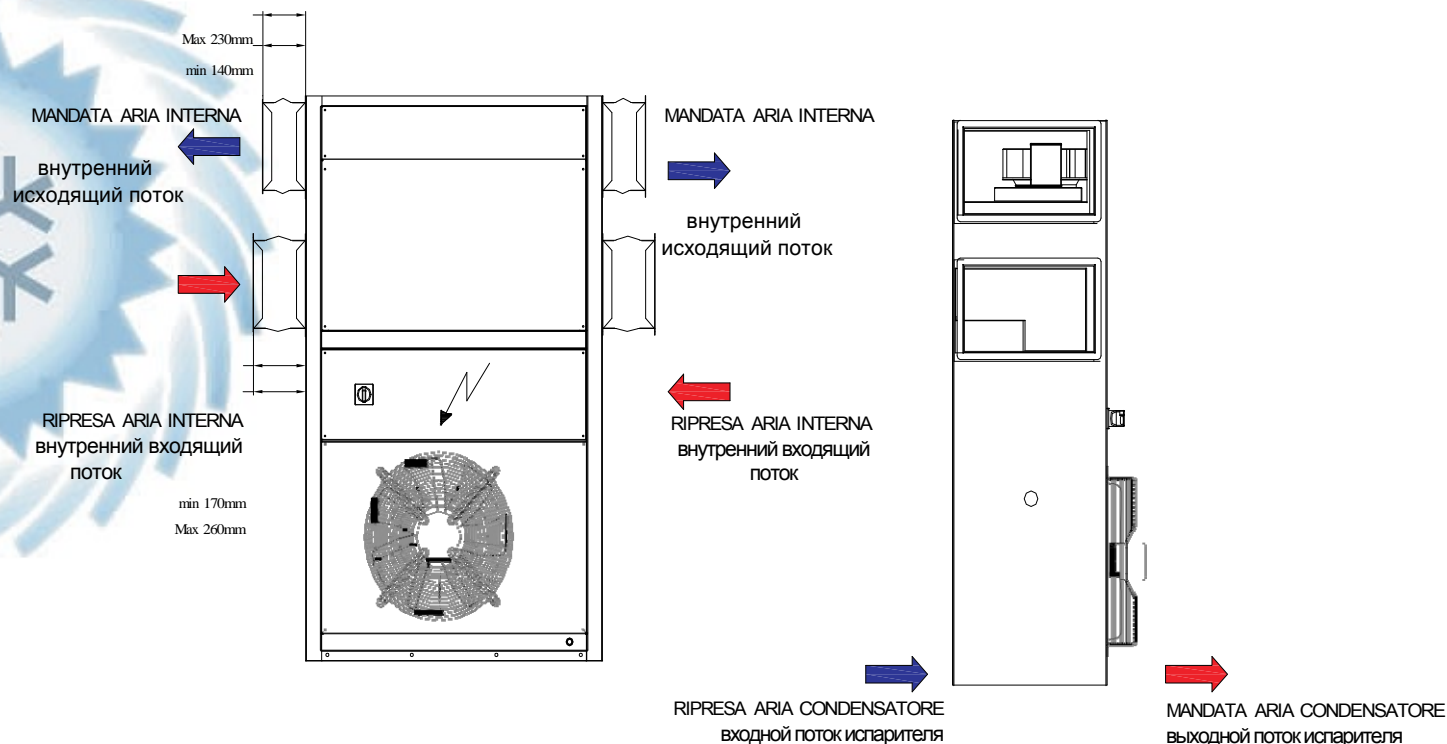 Max 230mm
min 140mm
MANDATA ARIA INTERNA
внутренний
исходящий поток
MANDATA ARIA INTERNA
внутренний
исходящий поток
RIPRESA ARIA INTERNA
внутренний входящий
поток
min 170mm
Max 260mm
RIPRESA ARIA INTERNA
внутренний входящий
поток
RIPRESA ARIA CONDENSATORE
входной поток испарителя
MANDATA ARIA CONDENSATORE
выходной поток испарителя